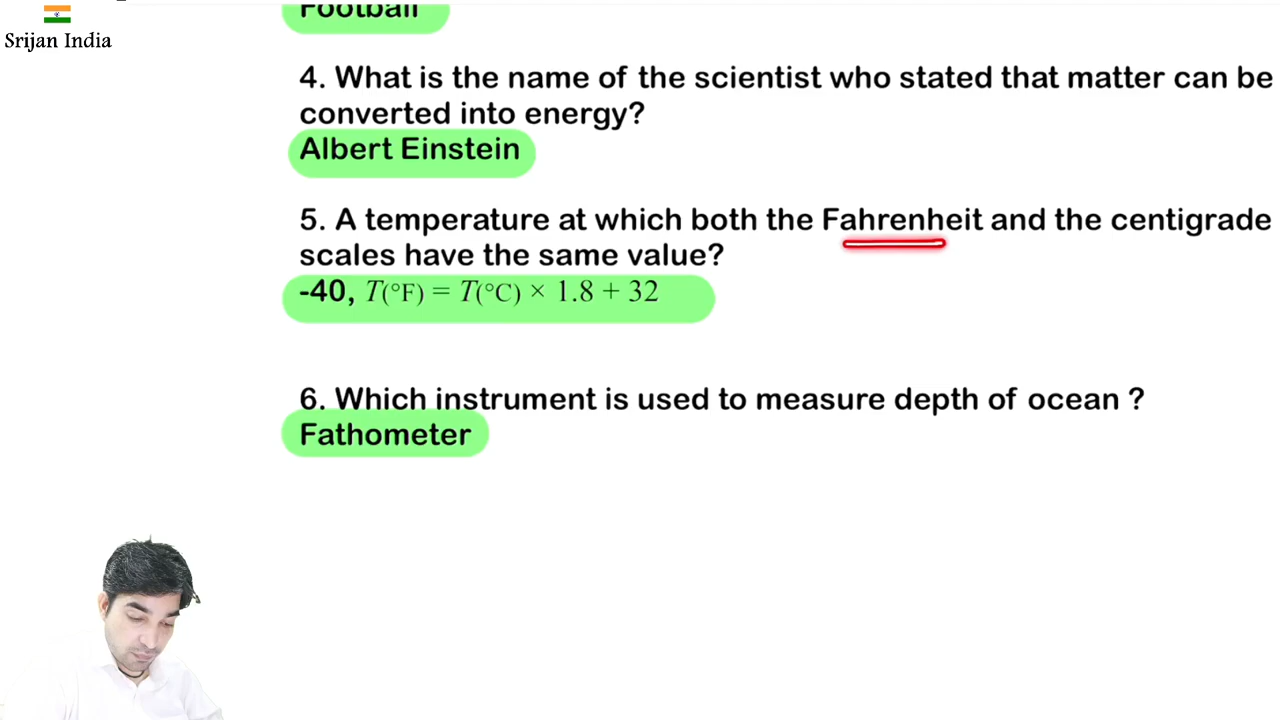 Srijan India
Football
4. What is the name of the scientist who stated that matter can be
converted into energy?
Albert Einstein
5. A temperature at which both the Fahrenheit and the centigrade
scales have the same value?
-40, T(°F) = T(°C) × 1.8 + 32
6. Which instrument is used to measure depth of ocean ?
Fathometer